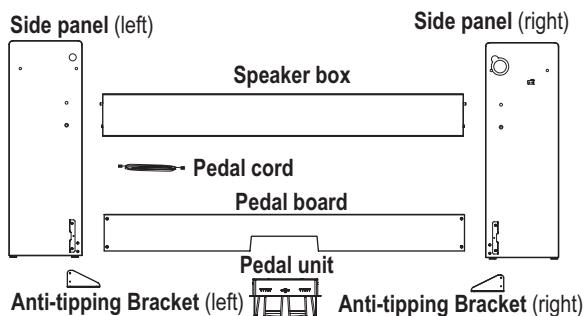 Side panel (left)
Side panel (right)
Speaker box
Pedal cord
Pedal board
Pedal unit
Anti-tipping Bracket (left)
Anti-tipping Bracket (right)